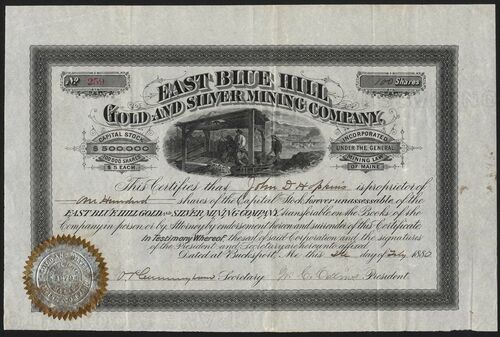 No 259
100 Shares
EAST BLUE HILL
GOLD AND SILVER MINING COMPANY,
CAPITAL STOCK
$500,000
100,000 SHARES
$5 EACH.
INCORPORATED
UNDER THE GENERAL
MINING LAW
OF MAINE
This Certifies that John D Hopkins is proprietor of
One Hundred shares of the Capital Stock, forever unassessable of the
EAST BLUE HILL GOLD AND SILVER MINING COMPANY, transferable on the Books of the
Company in person or by Attorney by endorsement hereon and surrender of this Certificate
In Testimony Whereof, the seal of said Corporation and the signatures
of the President and Secretary are hereunto affixed.
Dated at Bucksport, Me this day of July 1880
Secretary President